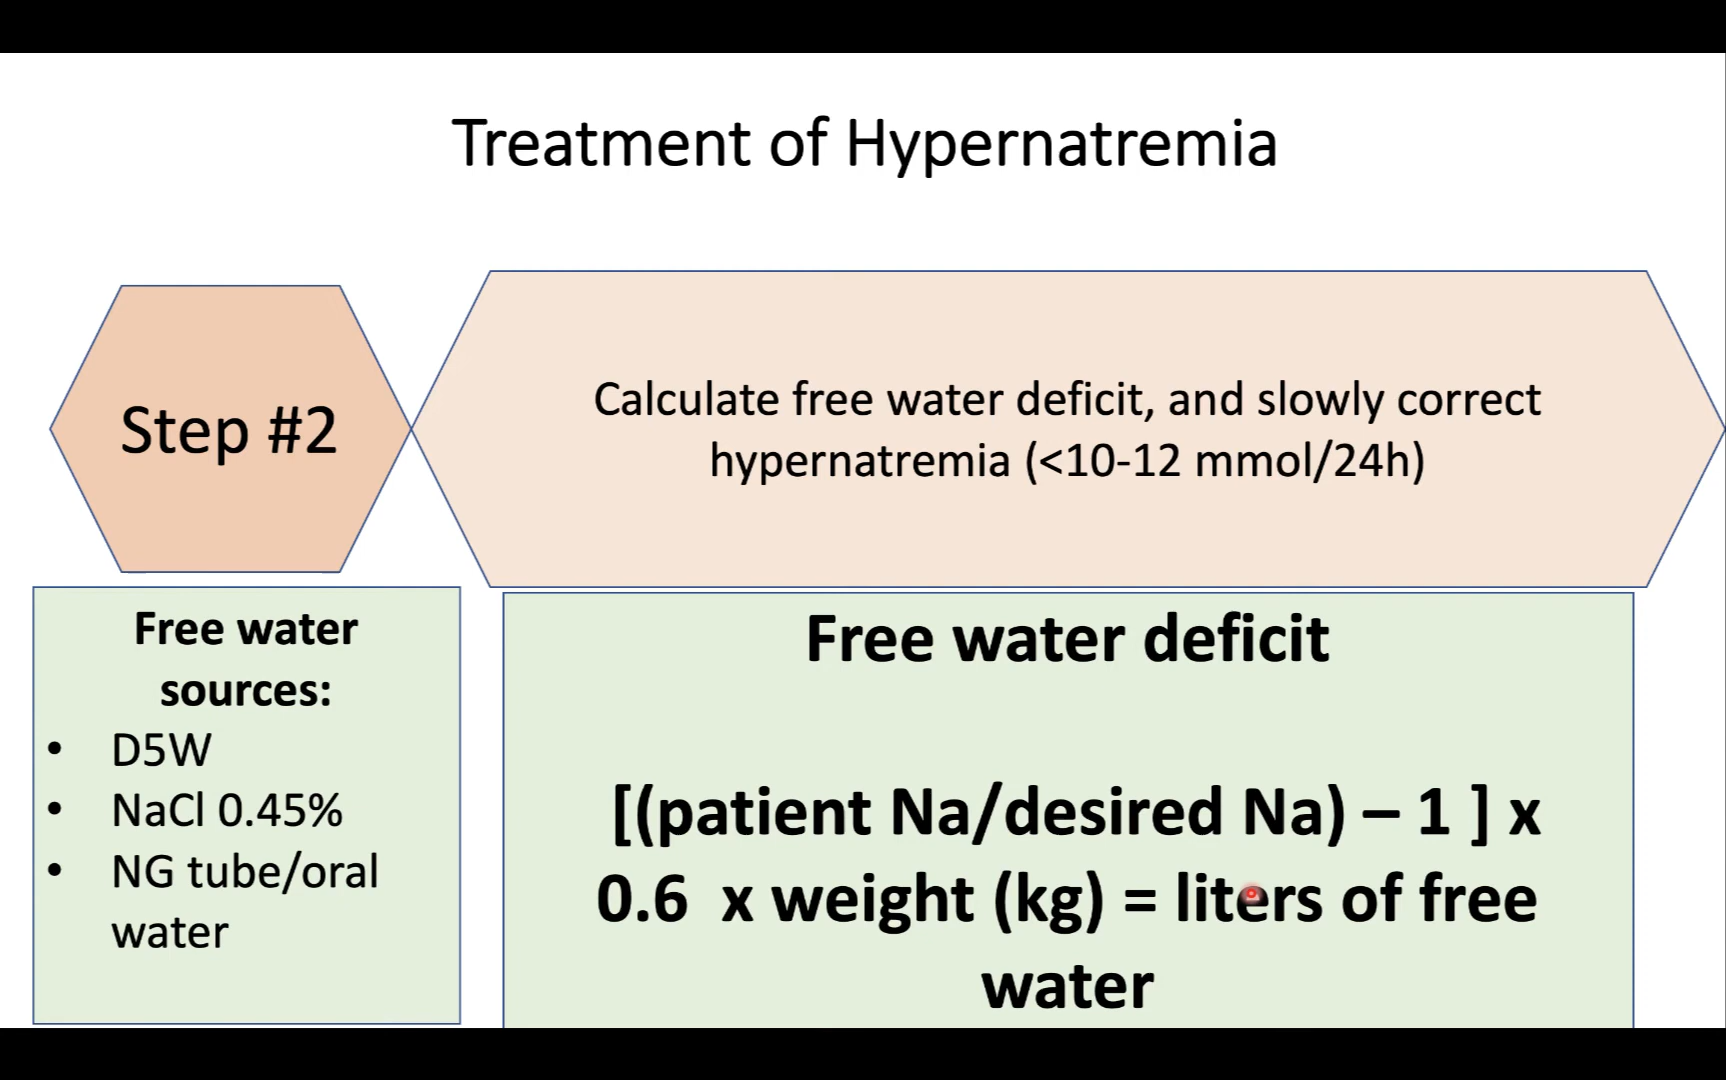 Treatment of Hypernatremia
Step #2
Calculate free water deficit, and slowly correct
hypernatremia (<10-12 mmol/24h)
Free water
sources:
• D5W
• NaCl 0.45%
• NG tube/oral
water
Free water deficit
[(patient Na/desired Na) – 1 ] x
0.6 x weight (kg) = liters of free
water